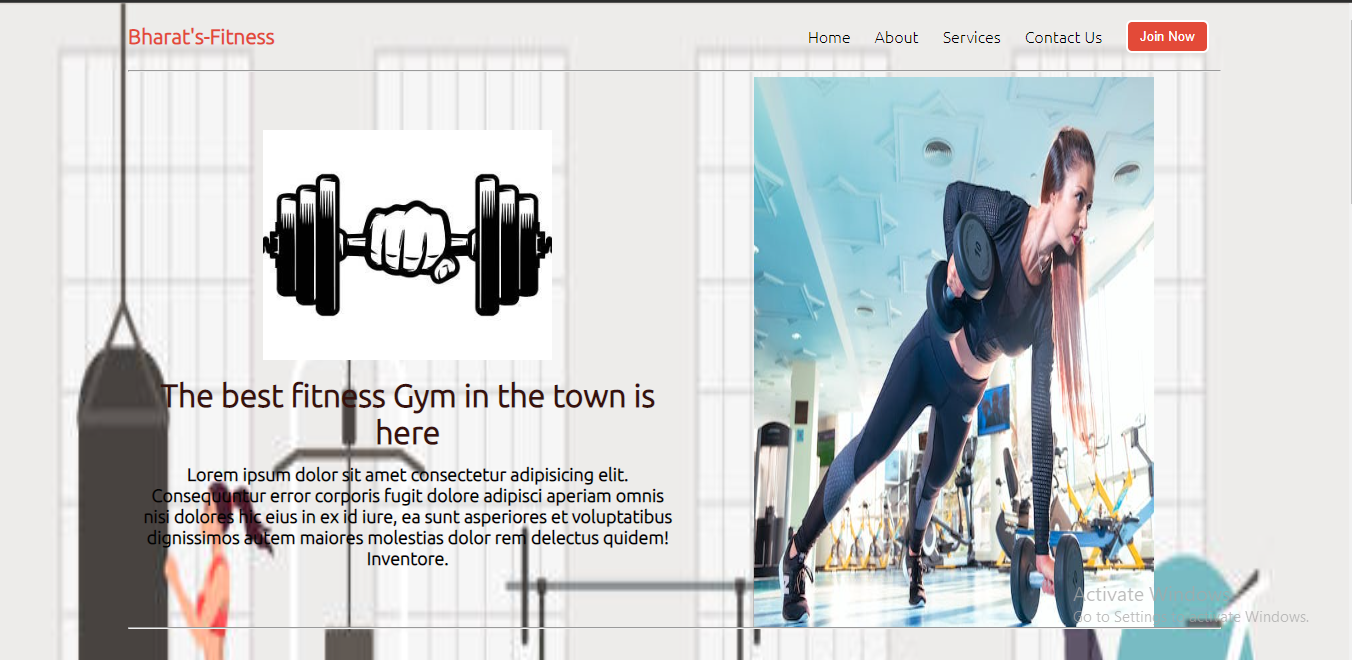 Bharat's-Fitness
Home About Services Contact Us Join Now
The best fitness Gym in the town is
here
Lorem ipsum dolor sit amet consectetur adipisicing elit.
Consequuntur error corporis fugit dolore adipisci aperiam omnis
nisi dolores hic eius in ex id iure, ea sunt asperiores et voluptatibus
dignissimos autem maiores molestias dolor rem delectus quidem!
Inventore.
10
Activate Windows
Go to Settings to activate Windows.